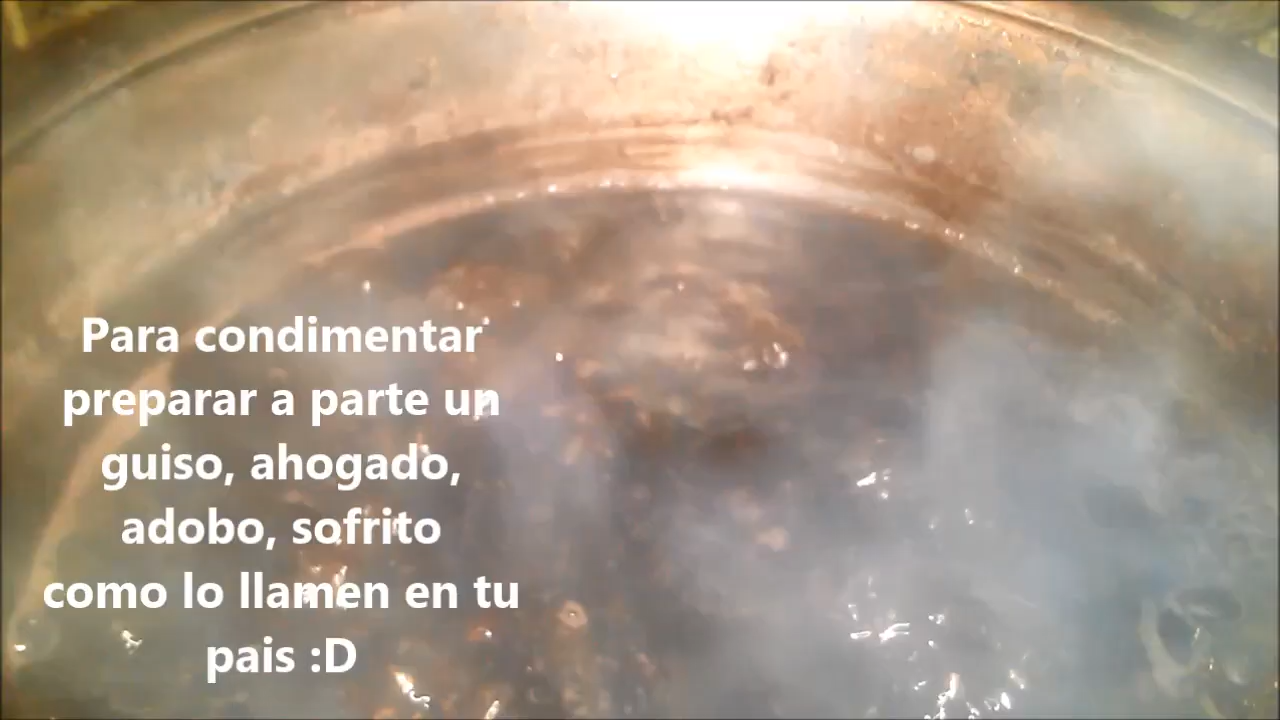 Para condimentar
preparar a parte un
guiso, ahogado,
adobo, sofrito
como lo llamen en tu
pais :D